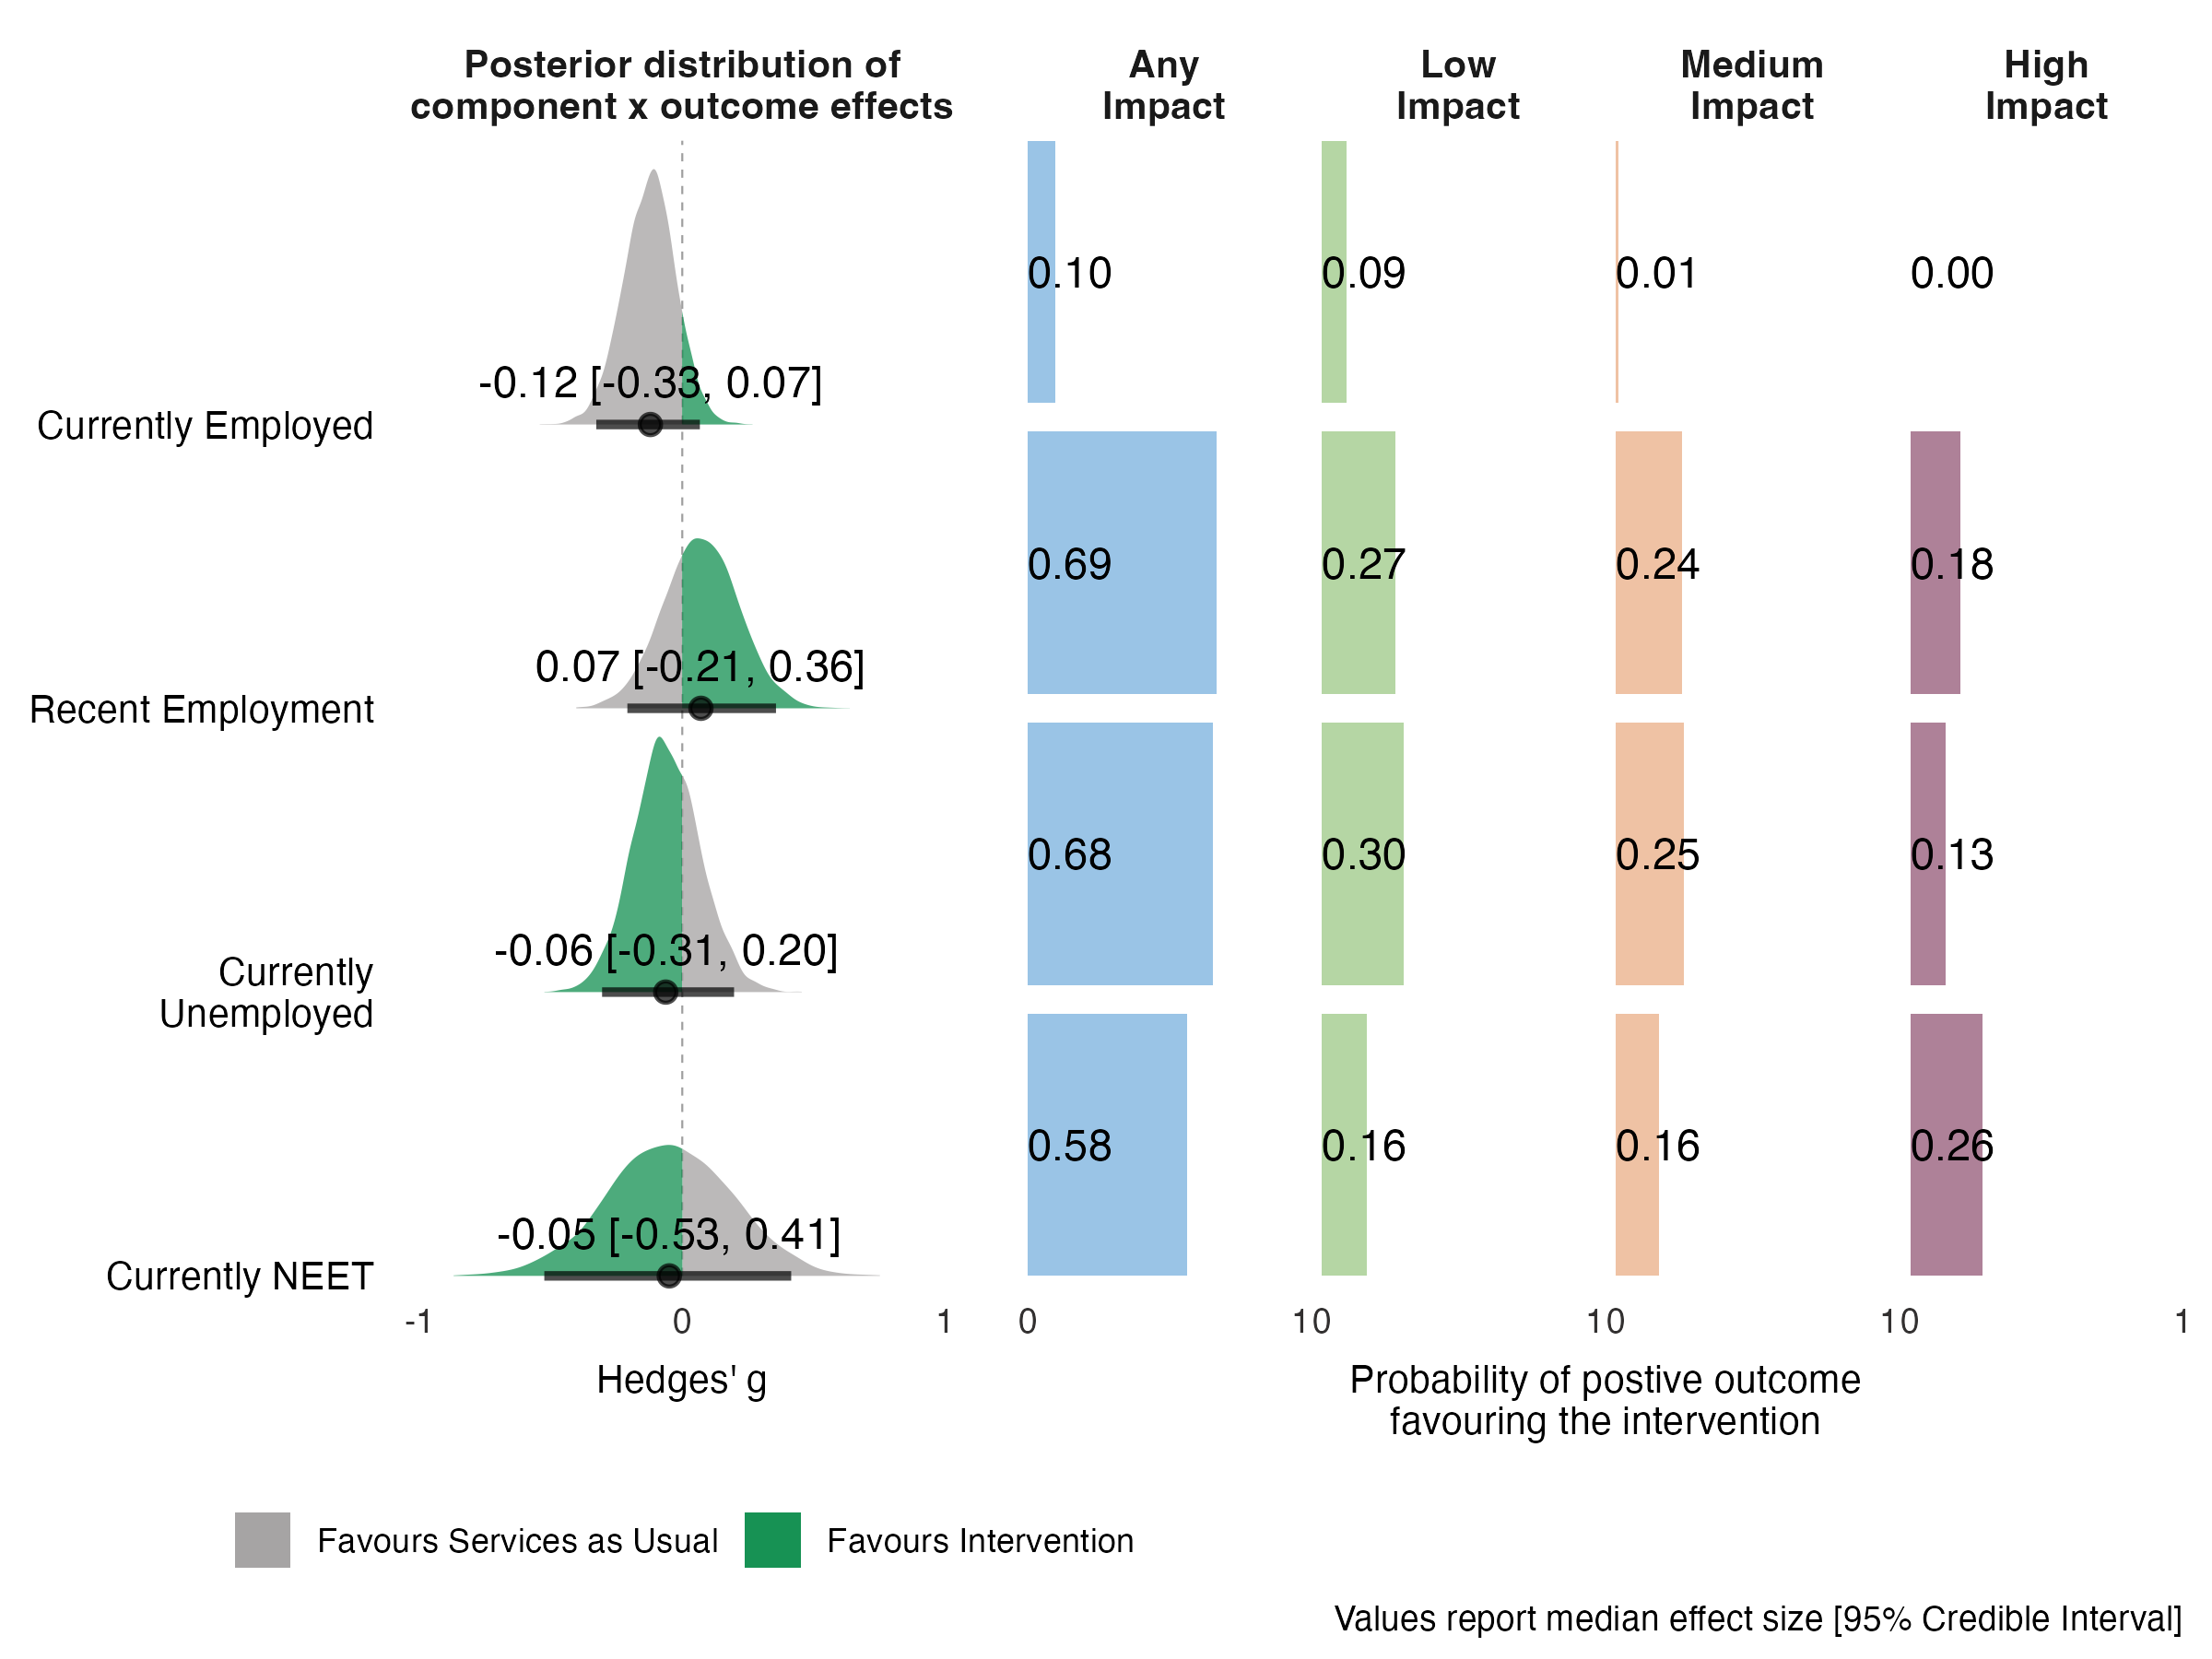 Posterior distribution of
component x outcome effects
Any
Impact
Low
Impact
Medium
Impact
High
Impact
Currently Employed
-0.12 [-0.33, 0.07]
0.10
0.09
0.01
0.00
Recent Employment
0.07 [-0.21, 0.36]
0.69
0.27
0.24
0.18
Currently
Unemployed
-0.06 [-0.31, 0.20]
0.68
0.30
0.25
0.13
Currently NEET
-0.05 [-0.53, 0.41]
0.58
0.16
0.16
0.26
-1 0 1
0 10 10 10 1
Hedges' g
Probability of postive outcome
favouring the intervention
Favours Services as Usual
Favours Intervention
Values report median effect size [95% Credible Interval]